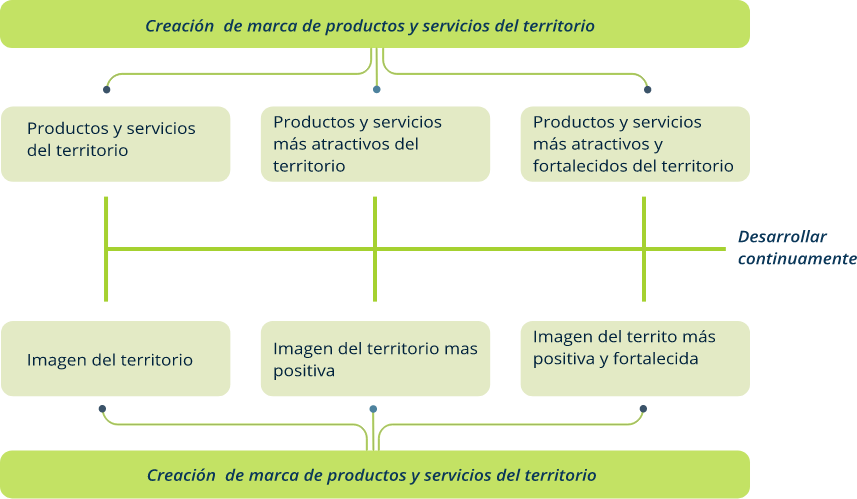 Creación  de marca de productos y servicios del territorio
Productos y servicios
del territorio
Productos y servicios
más atractivos del
territorio
Productos y servicios
más atractivos y
fortalecidos del territorio
Desarrollar
continuamente
Imagen del territorio
Imagen del territorio mas
positiva
Imagen del territo más
positiva y fortalecida
Creación  de marca de productos y servicios del territorio